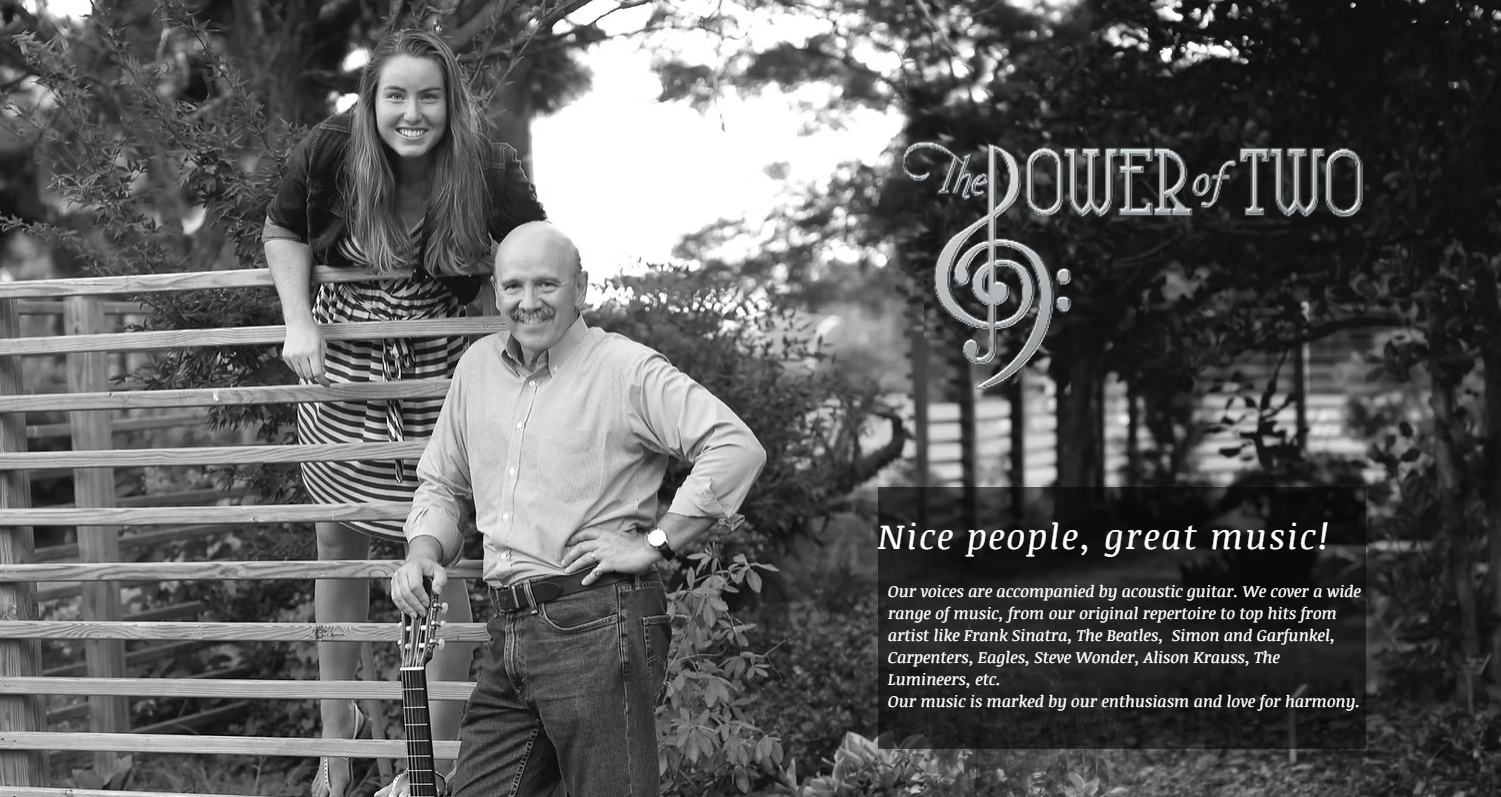 The POWER of TWO
Nice people, great music!
Our voices are accompanied by acoustic guitar. We cover a wide
range of music, from our original repertoire to top hits from
artist like Frank Sinatra, The Beatles,  Simon and Garfunkel,
Carpenters, Eagles, Steve Wonder, Alison Krauss, The
Lumineers, etc.
Our music is marked by our enthusiasm and love for harmony.